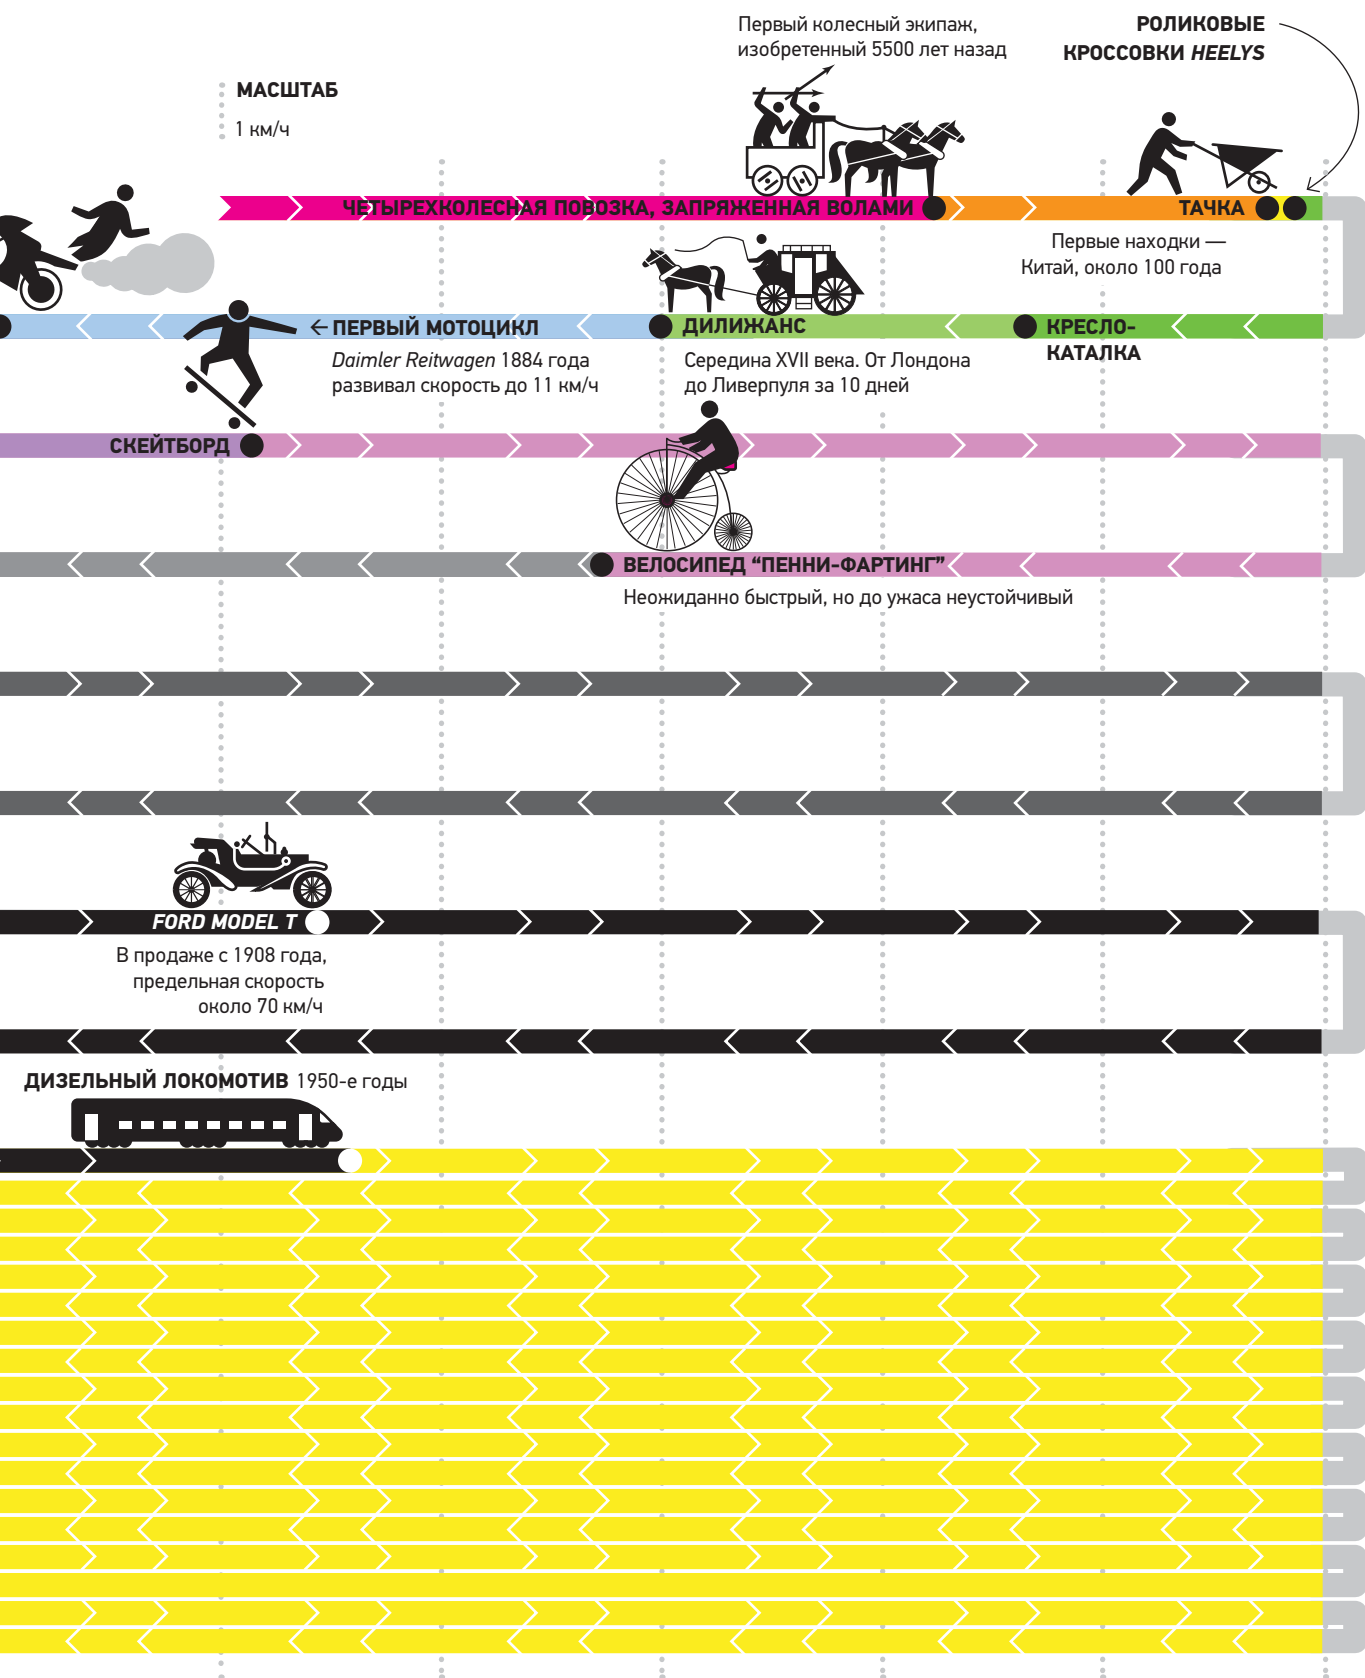 Первый колесный экипаж,
изобретенный 5500 лет назад
РОЛИКОВЫЕ
КРОССОВКИ HEELYS
МАСШТАБ
1 км/ч
ЧЕТЫРЕХКОЛЕСНАЯ ПОВОЗКА, ЗАПРЯЖЕННАЯ ВОЛАМИ
ТАЧКА
Первые находки —
Китай, около 100 года
← ПЕРВЫЙ МОТОЦИКЛ
Daimler Reitwagen 1884 года
развивал скорость до 11 км/ч
ДИЛИЖАНС
Середина XVII века. От Лондона
до Ливерпуля за 10 дней
КРЕСЛО-
КАТАЛКА
СКЕЙТБОРД
ВЕЛОСИПЕД “ПЕННИ-ФАРТИНГ”
Неожиданно быстрый, но до ужаса неустойчивый
FORD MODEL T
В продаже с 1908 года,
предельная скорость
около 70 км/ч
ДИЗЕЛЬНЫЙ ЛОКОМОТИВ 1950-е годы